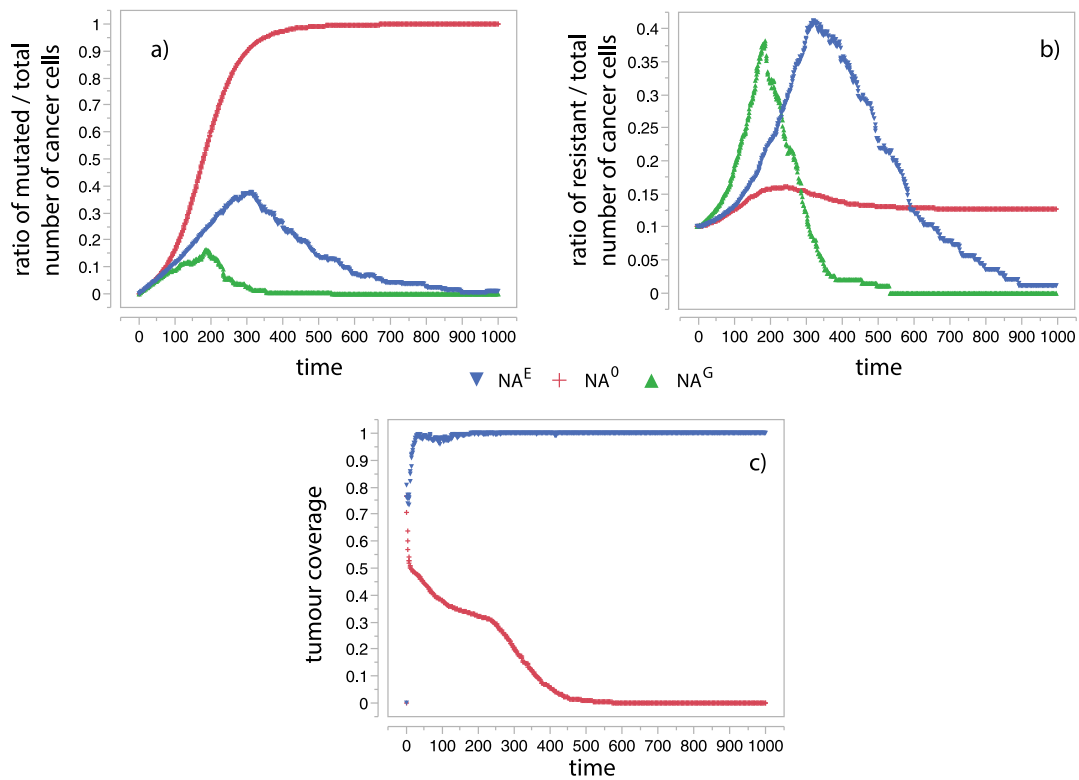 a)
ratio of mutated / total
number of cancer cells
1
0.9
0.8
0.7
0.6
0.5
0.4
0.3
0.2
0.1
0
0 100 200 300 400 500 600 700 800 900 1000
time
b)
ratio of resistant / total
number of cancer cells
0.4
0.35
0.3
0.25
0.2
0.15
0.1
0.05
0
0 100 200 300 400 500 600 700 800 900 1000
time
NA^E NA^0 NA^G
c)
tumour coverage
1
0.9
0.8
0.7
0.6
0.5
0.4
0.3
0.2
0.1
0
0 100 200 300 400 500 600 700 800 900 1000
time